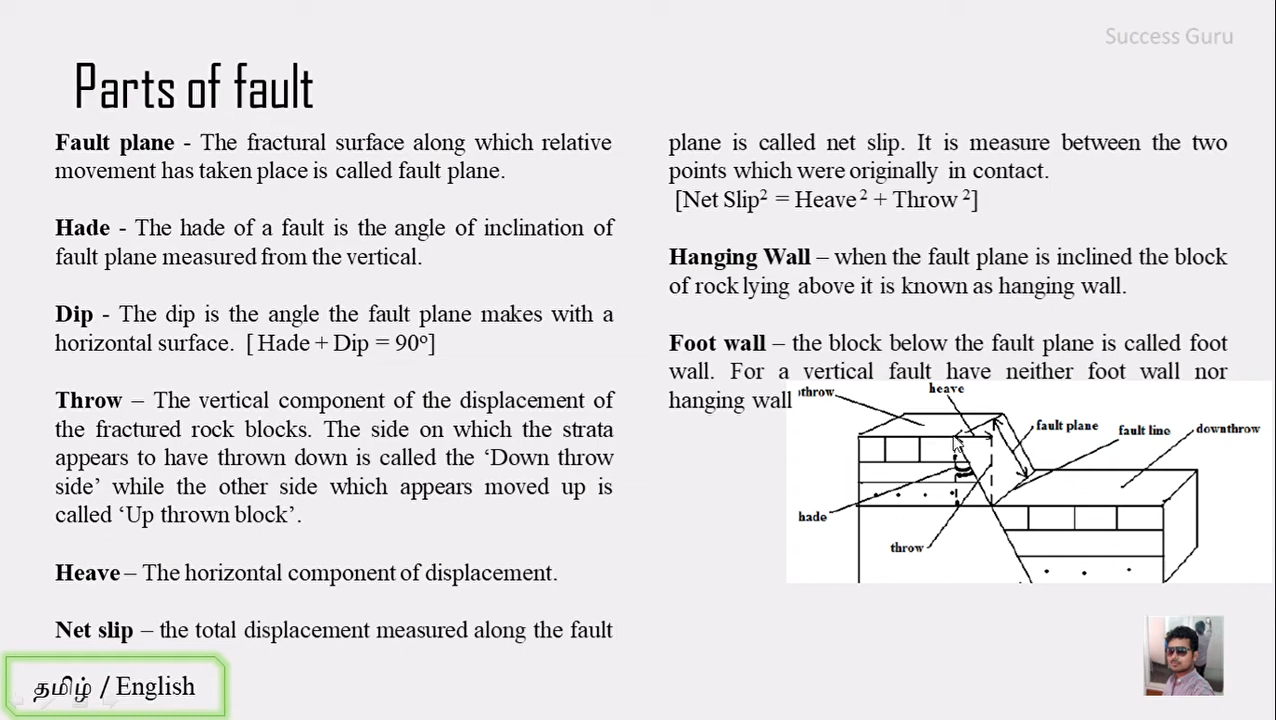 Success Guru
Parts of fault
Fault plane - The fractural surface along which relative
movement has taken place is called fault plane.
Hade - The hade of a fault is the angle of inclination of
fault plane measured from the vertical.
Dip - The dip is the angle the fault plane makes with a
horizontal surface. [ Hade + Dip = 90º]
Throw – The vertical component of the displacement of
the fractured rock blocks. The side on which the strata
appears to have thrown down is called the ‘Down throw
side’ while the other side which appears moved up is
called ‘Up thrown block’.
Heave – The horizontal component of displacement.
Net slip – the total displacement measured along the fault
plane is called net slip. It is measure between the two
points which were originally in contact.
[Net Slip² = Heave² + Throw²]
Hanging Wall – when the fault plane is inclined the block
of rock lying above it is known as hanging wall.
Foot wall – the block below the fault plane is called foot
wall. For a vertical fault have neither foot wall nor
hanging wall
throw
heave
fault plane
fault line
downthrow
hade
throw
தமிழ் / English